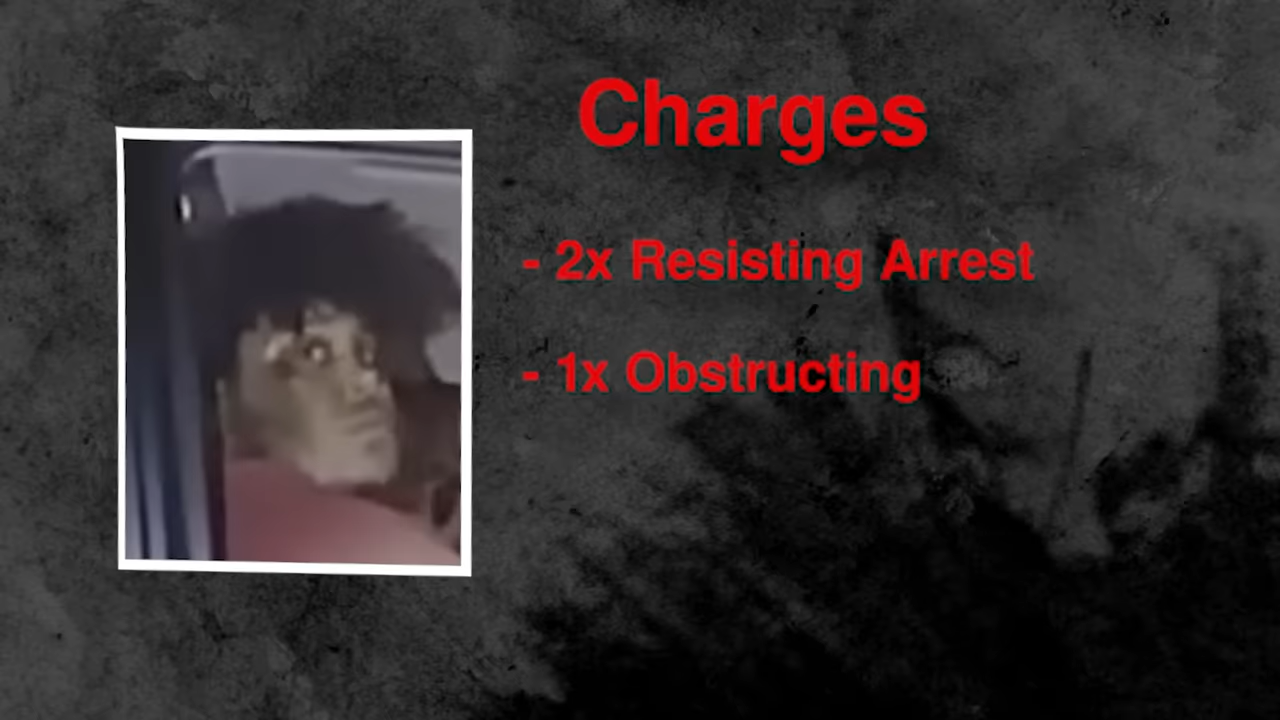 Charges
- 2x Resisting Arrest
- 1x Obstructing